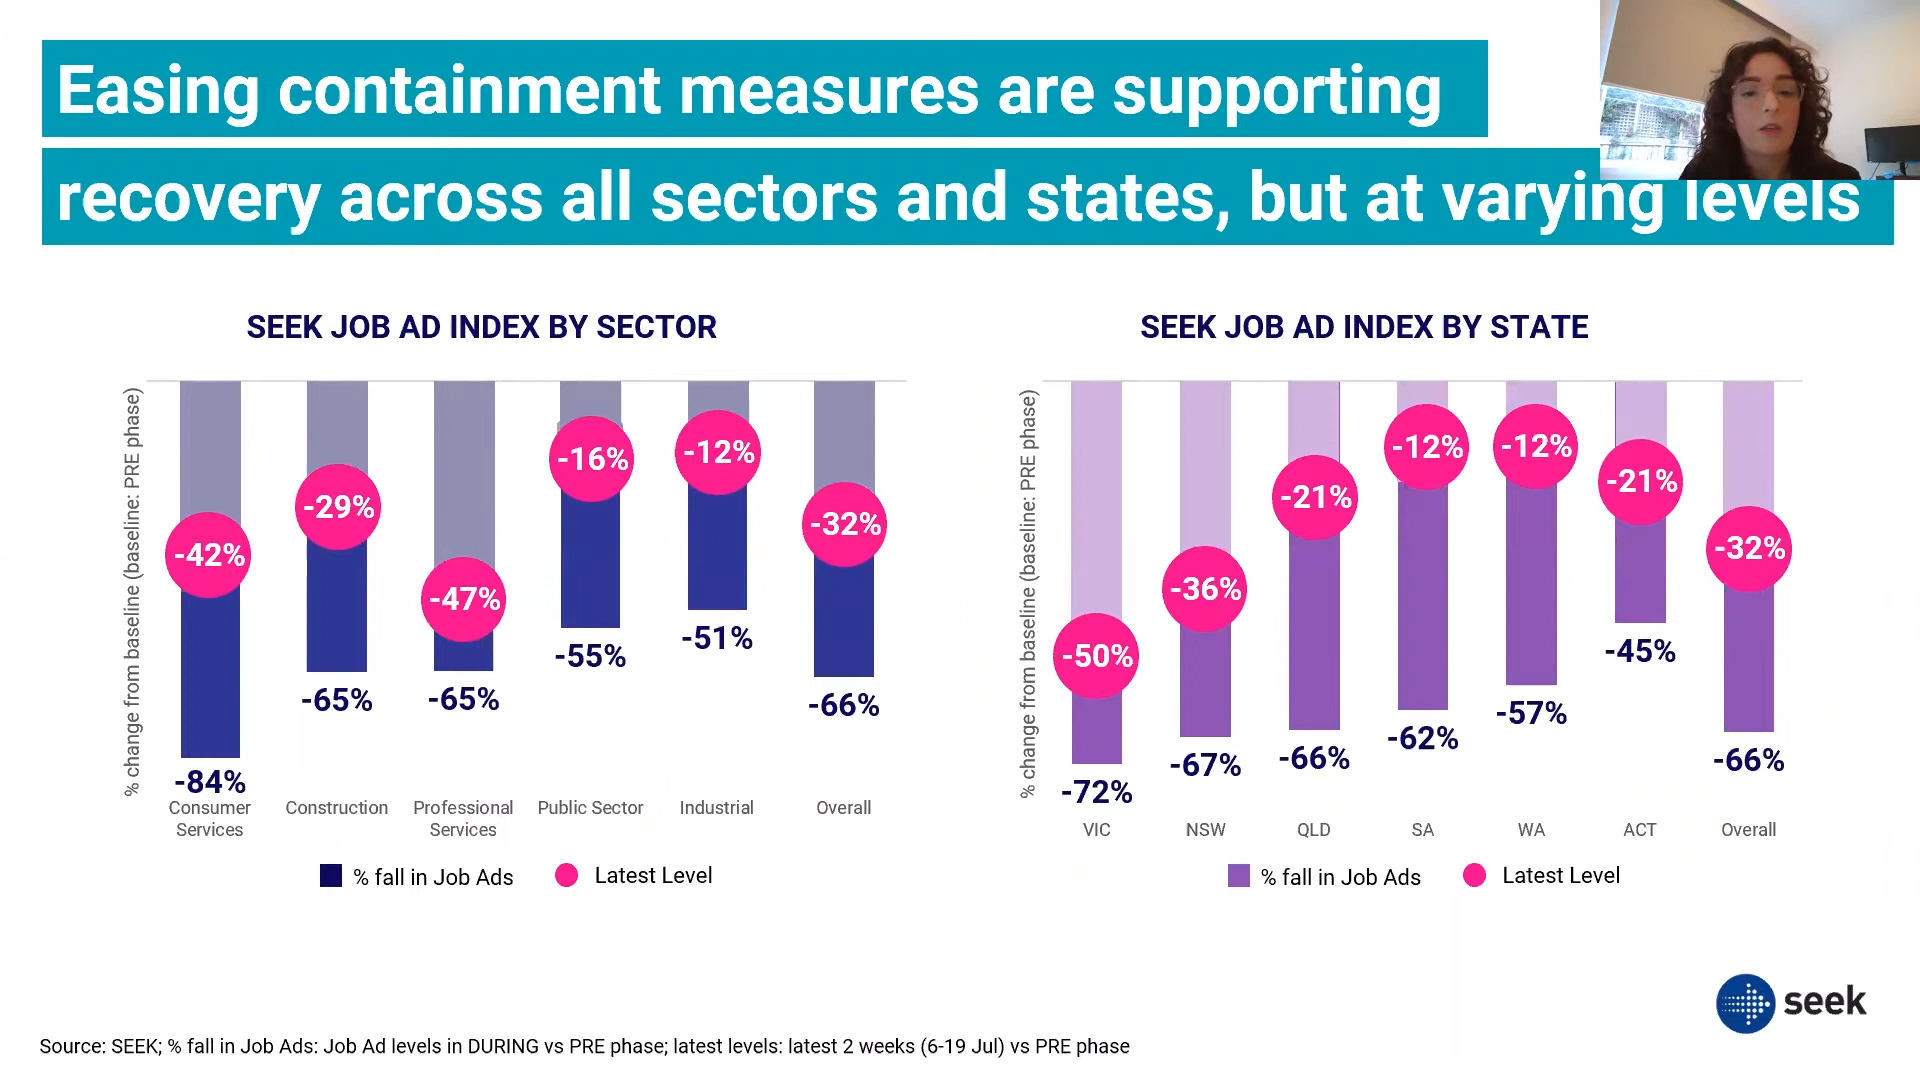 Easing containment measures are supporting
recovery across all sectors and states, but at varying levels
SEEK JOB AD INDEX BY SECTOR
% change from baseline (baseline: PRE phase)
-42%
-29%
-47%
-16%
-12%
-32%
-84%
-65%
-65%
-55%
-51%
-66%
Consumer
Services
Construction
Professional
Services
Public Sector
Industrial
Overall
% fall in Job Ads
Latest Level
SEEK JOB AD INDEX BY STATE
% change from baseline (baseline: PRE phase)
-50%
-36%
-21%
-12%
-12%
-21%
-32%
-72%
-67%
-66%
-62%
-57%
-45%
-66%
VIC
NSW
QLD
SA
WA
ACT
Overall
% fall in Job Ads
Latest Level
seek
Source: SEEK; % fall in Job Ads: Job Ad levels in DURING vs PRE phase; latest levels: latest 2 weeks (6-19 Jul) vs PRE phase